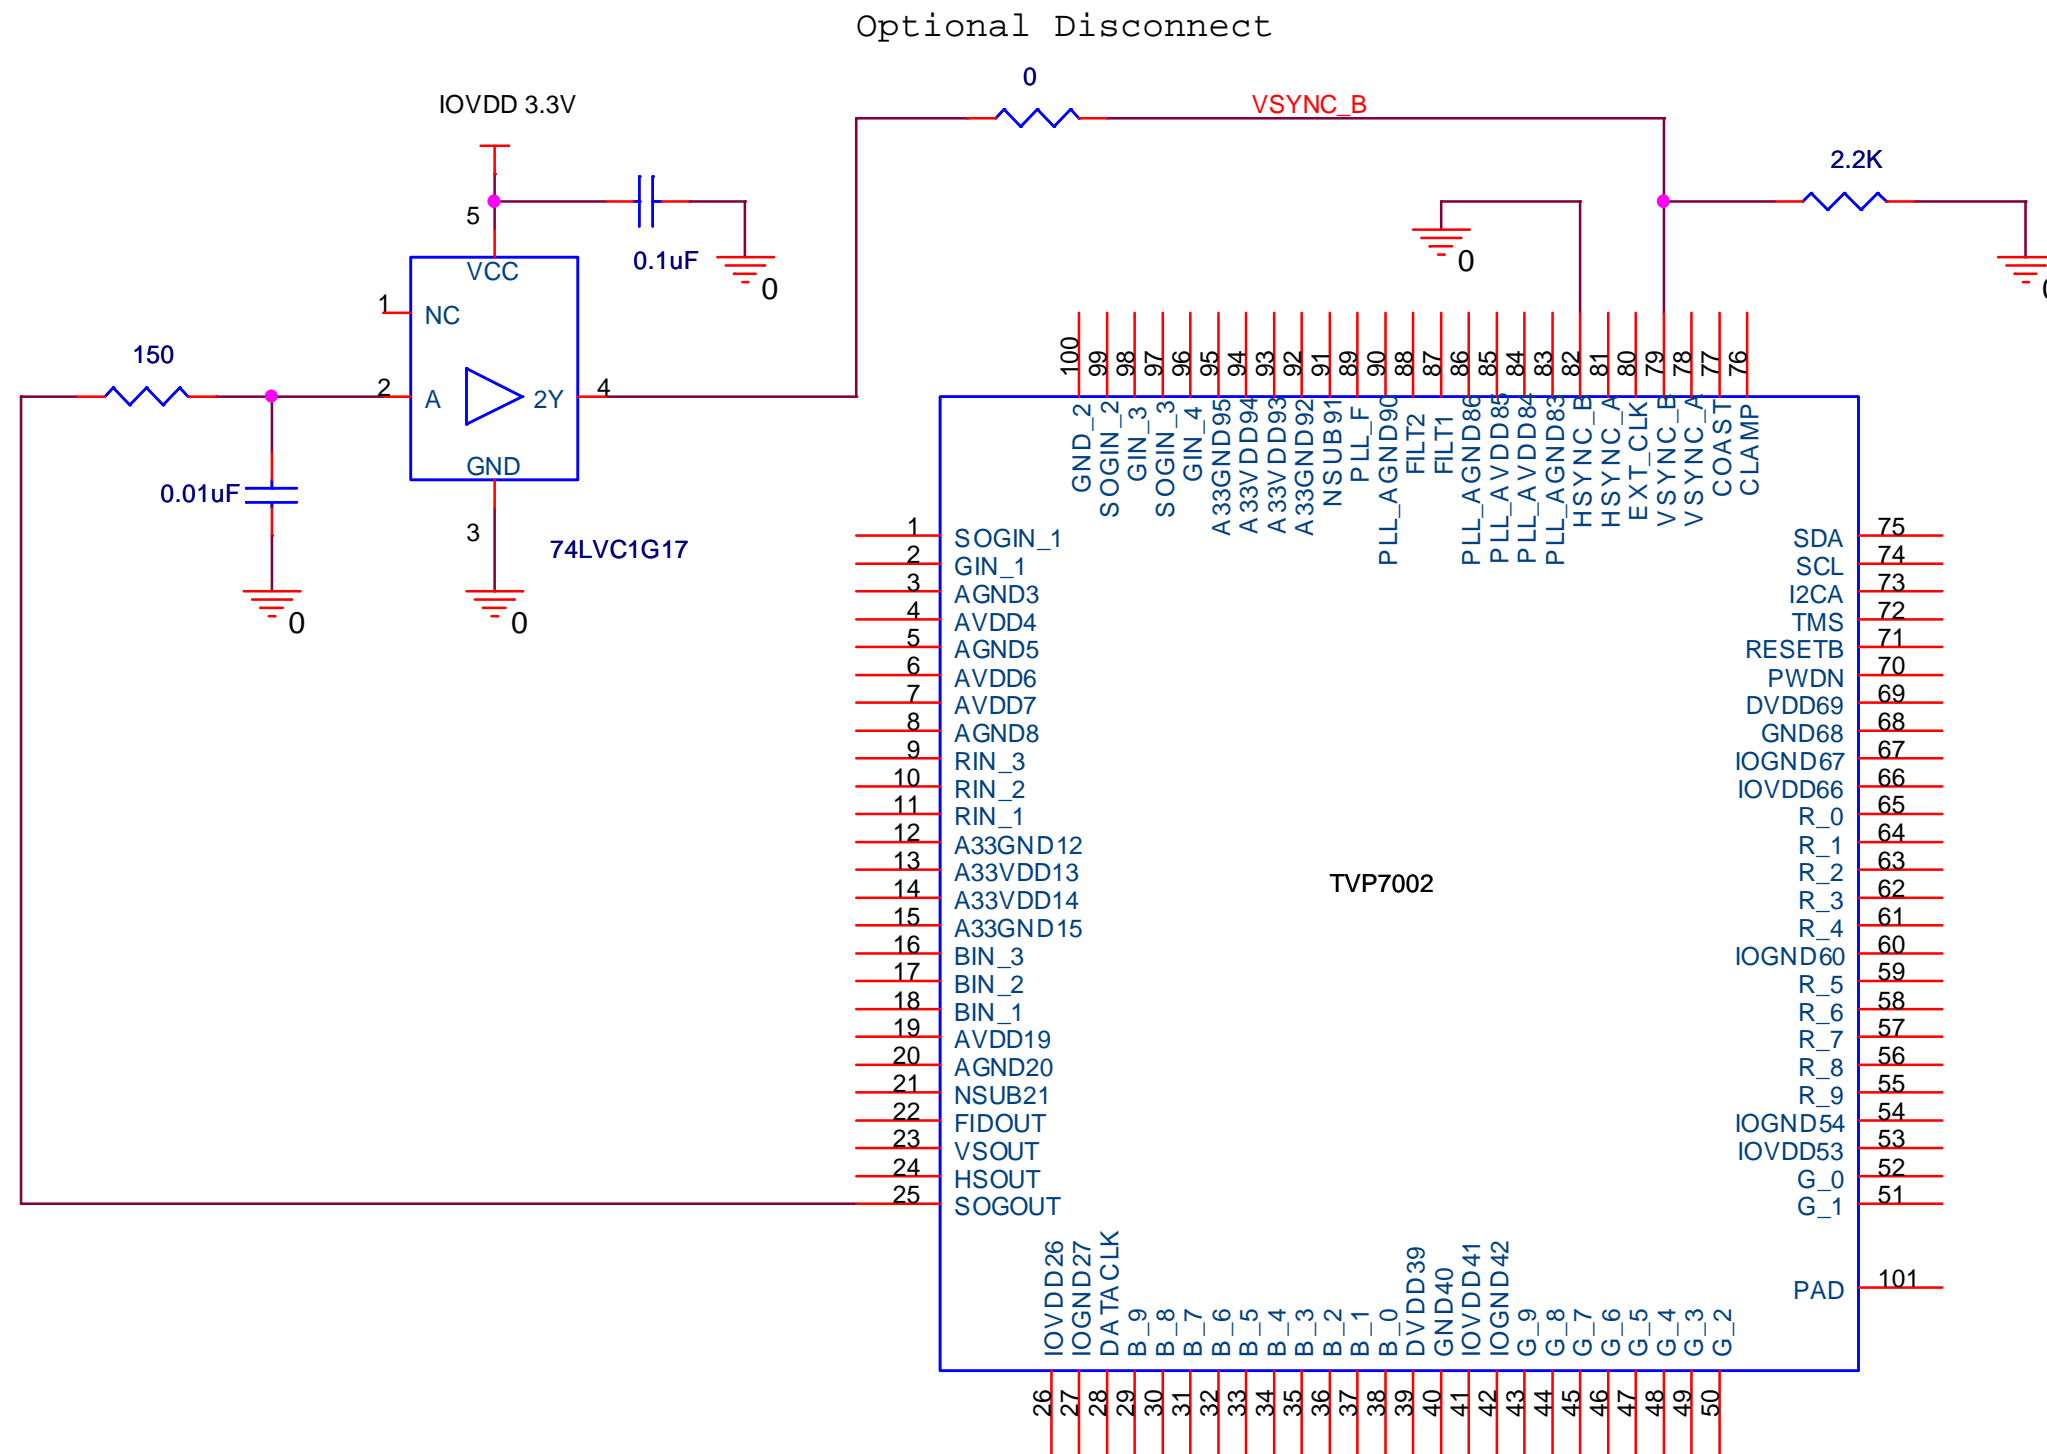 Optional Disconnect
0
IOVDD 3.3V
VSYNC_B
2.2K
5
0.1uF
0
0
VCC
1
NC
150
2
A
2Y
4
GND
0.01uF
3
74LVC1G17
0
0
100
99
98
97
96
95
94
93
92
91
89
90
88
87
86
85
84
83
82
81
80
79
78
77
76
GND_2
SOGIN_2
GIN_3
SOGIN_3
GIN_4
A33GND95
A33VDD94
A33VDD93
A33GND92
NSUB91
PLL_F
PLL_AGND90
FILT2
FILT1
PLL_AGND86
PLL_AVDD85
PLL_AVDD84
PLL_AGND83
HSYNC_B
HSYNC_A
EXT_CLK
VSYNC_B
VSYNC_A
COAST
CLAMP
1 SOGIN_1
2 GIN_1
3 AGND3
4 AVDD4
5 AGND5
6 AVDD6
7 AVDD7
8 AGND8
9 RIN_3
10 RIN_2
11 RIN_1
12 A33GND12
13 A33VDD13
14 A33VDD14
15 A33GND15
16 BIN_3
17 BIN_2
18 BIN_1
19 AVDD19
20 AGND20
21 NSUB21
22 FIDOUT
23 VSOUT
24 HSOUT
25 SOGOUT
TVP7002
SDA 75
SCL 74
I2CA 73
TMS 72
RESETB 71
PWDN 70
DVDD69 69
GND68 68
IOGND67 67
IOVDD66 66
R_0 65
R_1 64
R_2 63
R_3 62
R_4 61
IOGND60 60
R_5 59
R_6 58
R_7 57
R_8 56
R_9 55
IOGND54 54
IOVDD53 53
G_0 52
G_1 51
PAD 101
IOVDD26
IOGND27
DATACLK
B_9
B_8
B_7
B_6
B_5
B_4
B_3
B_2
B_1
B_0
DVDD39
GND40
IOVDD41
IOGND42
G_9
G_8
G_7
G_6
G_5
G_4
G_3
G_2
26
27
28
29
30
31
32
33
34
35
36
37
38
39
40
41
42
43
44
45
46
47
48
49
50